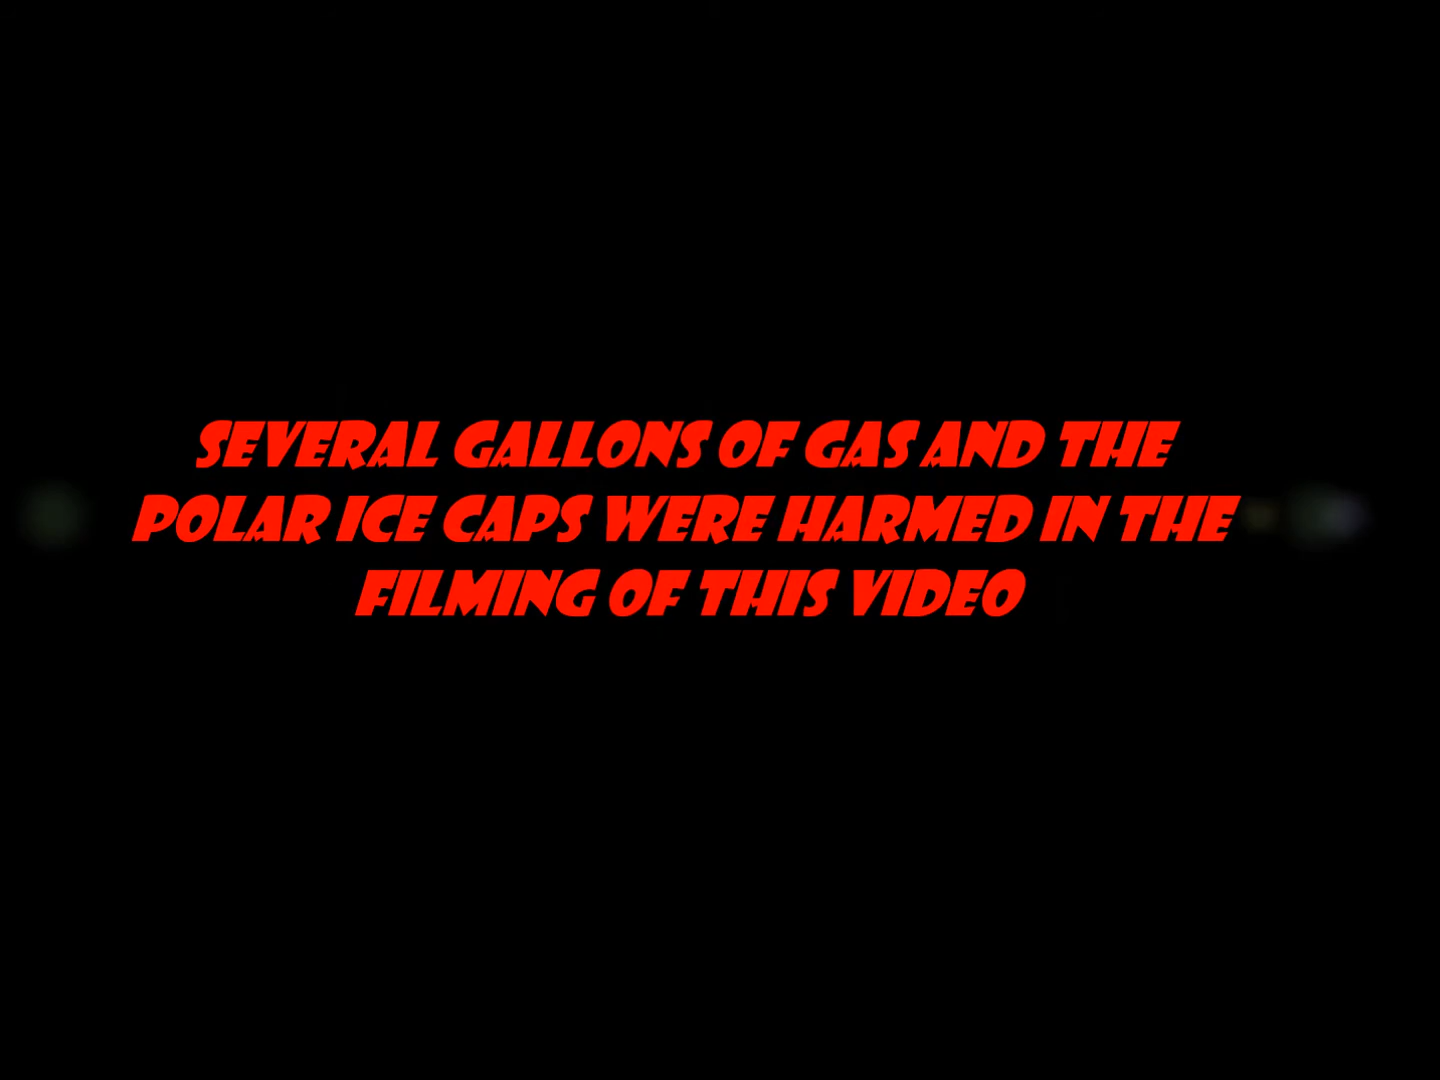 SEVERAL GALLONS OF GAS AND THE
POLAR ICE CAPS WERE HARMED IN THE
FILMING OF THIS VIDEO